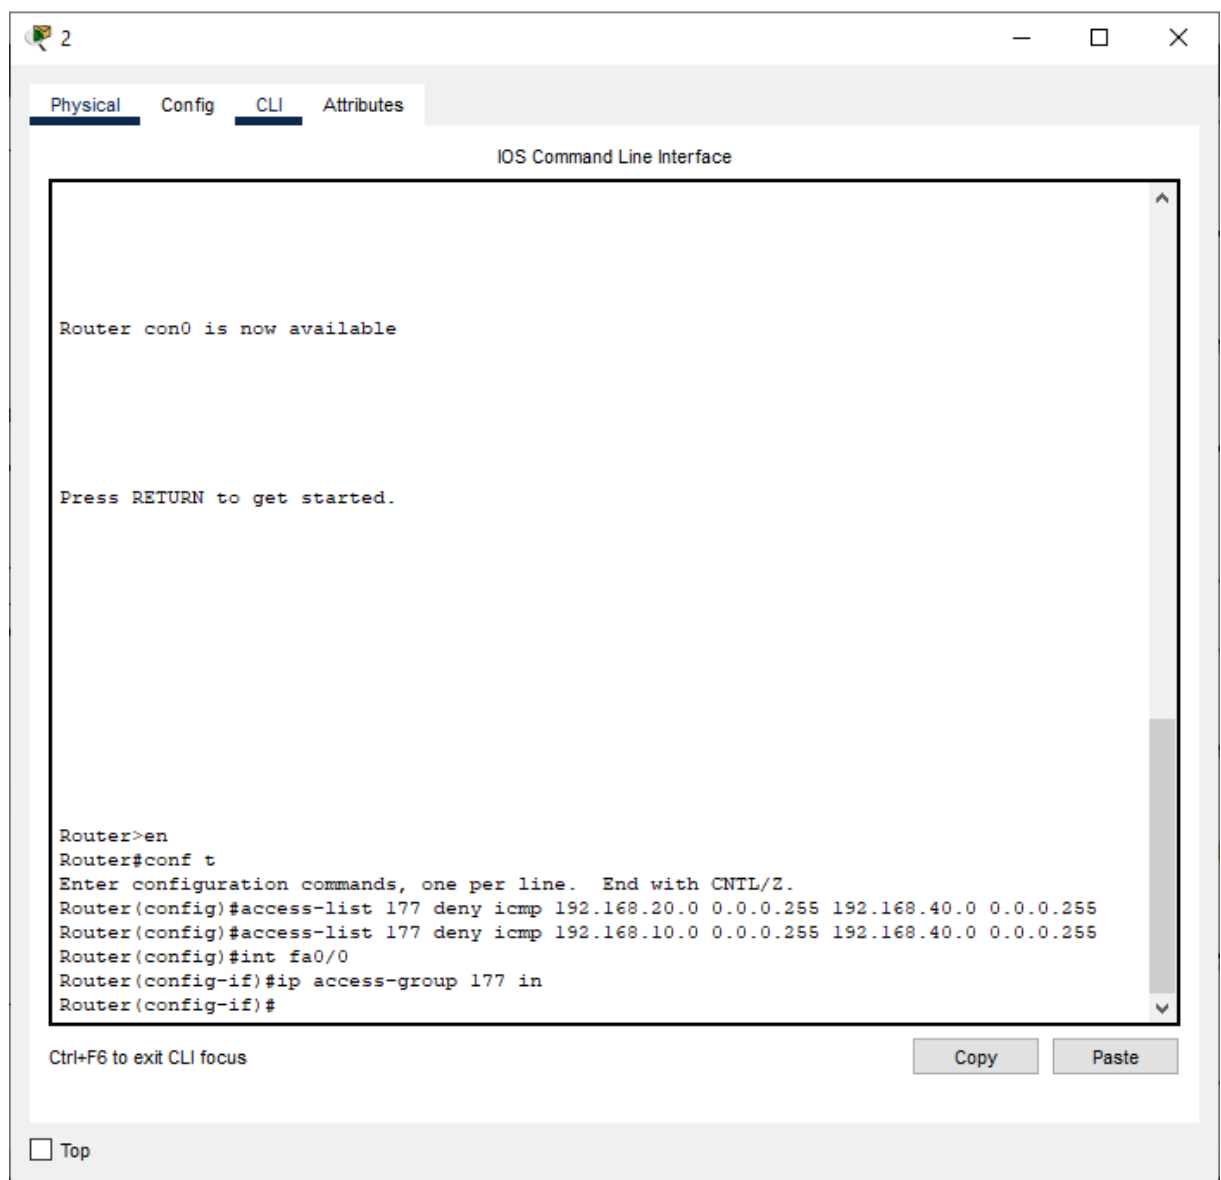 2
Physical Config CLI Attributes
IOS Command Line Interface
Router con0 is now available
Press RETURN to get started.
Router>en
Router#conf t
Enter configuration commands, one per line.  End with CNTL/Z.
Router(config)#access-list 177 deny icmp 192.168.20.0 0.0.0.255 192.168.40.0 0.0.0.255
Router(config)#access-list 177 deny icmp 192.168.10.0 0.0.0.255 192.168.40.0 0.0.0.255
Router(config)#int fa0/0
Router(config-if)#ip access-group 177 in
Router(config-if)#
Ctrl+F6 to exit CLI focus
Copy Paste
Top